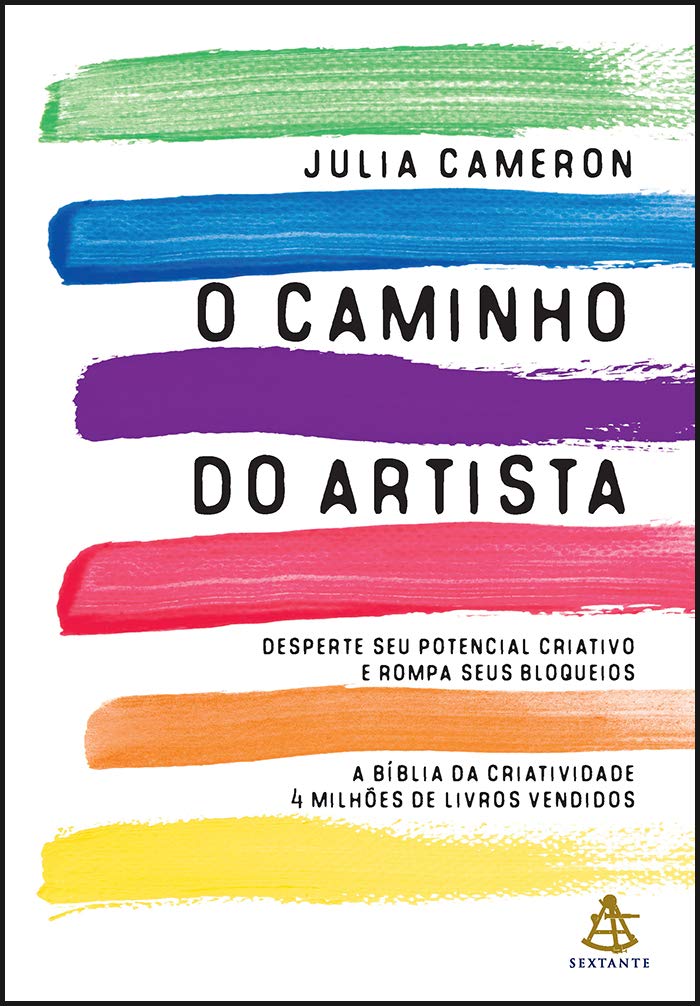 JULIA CAMERON
O CAMINHO
DO ARTISTA
DESPERTE SEU POTENCIAL CRIATIVO
E ROMPA SEUS BLOQUEIOS
A BÍBLIA DA CRIATIVIDADE
4 MILHÕES DE LIVROS VENDIDOS
SEXTANTE